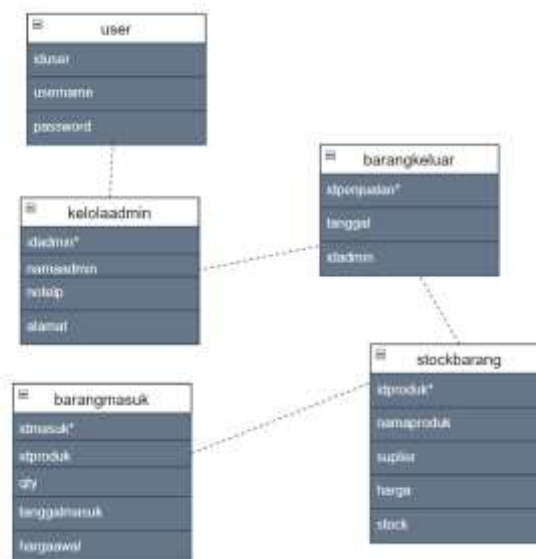 user
iduser
username
password
barangkeluar
idpenjualan*
tanggal
idadmin
kelolaadmin
idadmin*
namaadmin
notelp
alamat
stockbarang
idproduk*
namaproduk
suplier
harga
stock
barangmasuk
idmasuk*
idproduk
qty
tanggalmasuk
hargaawal